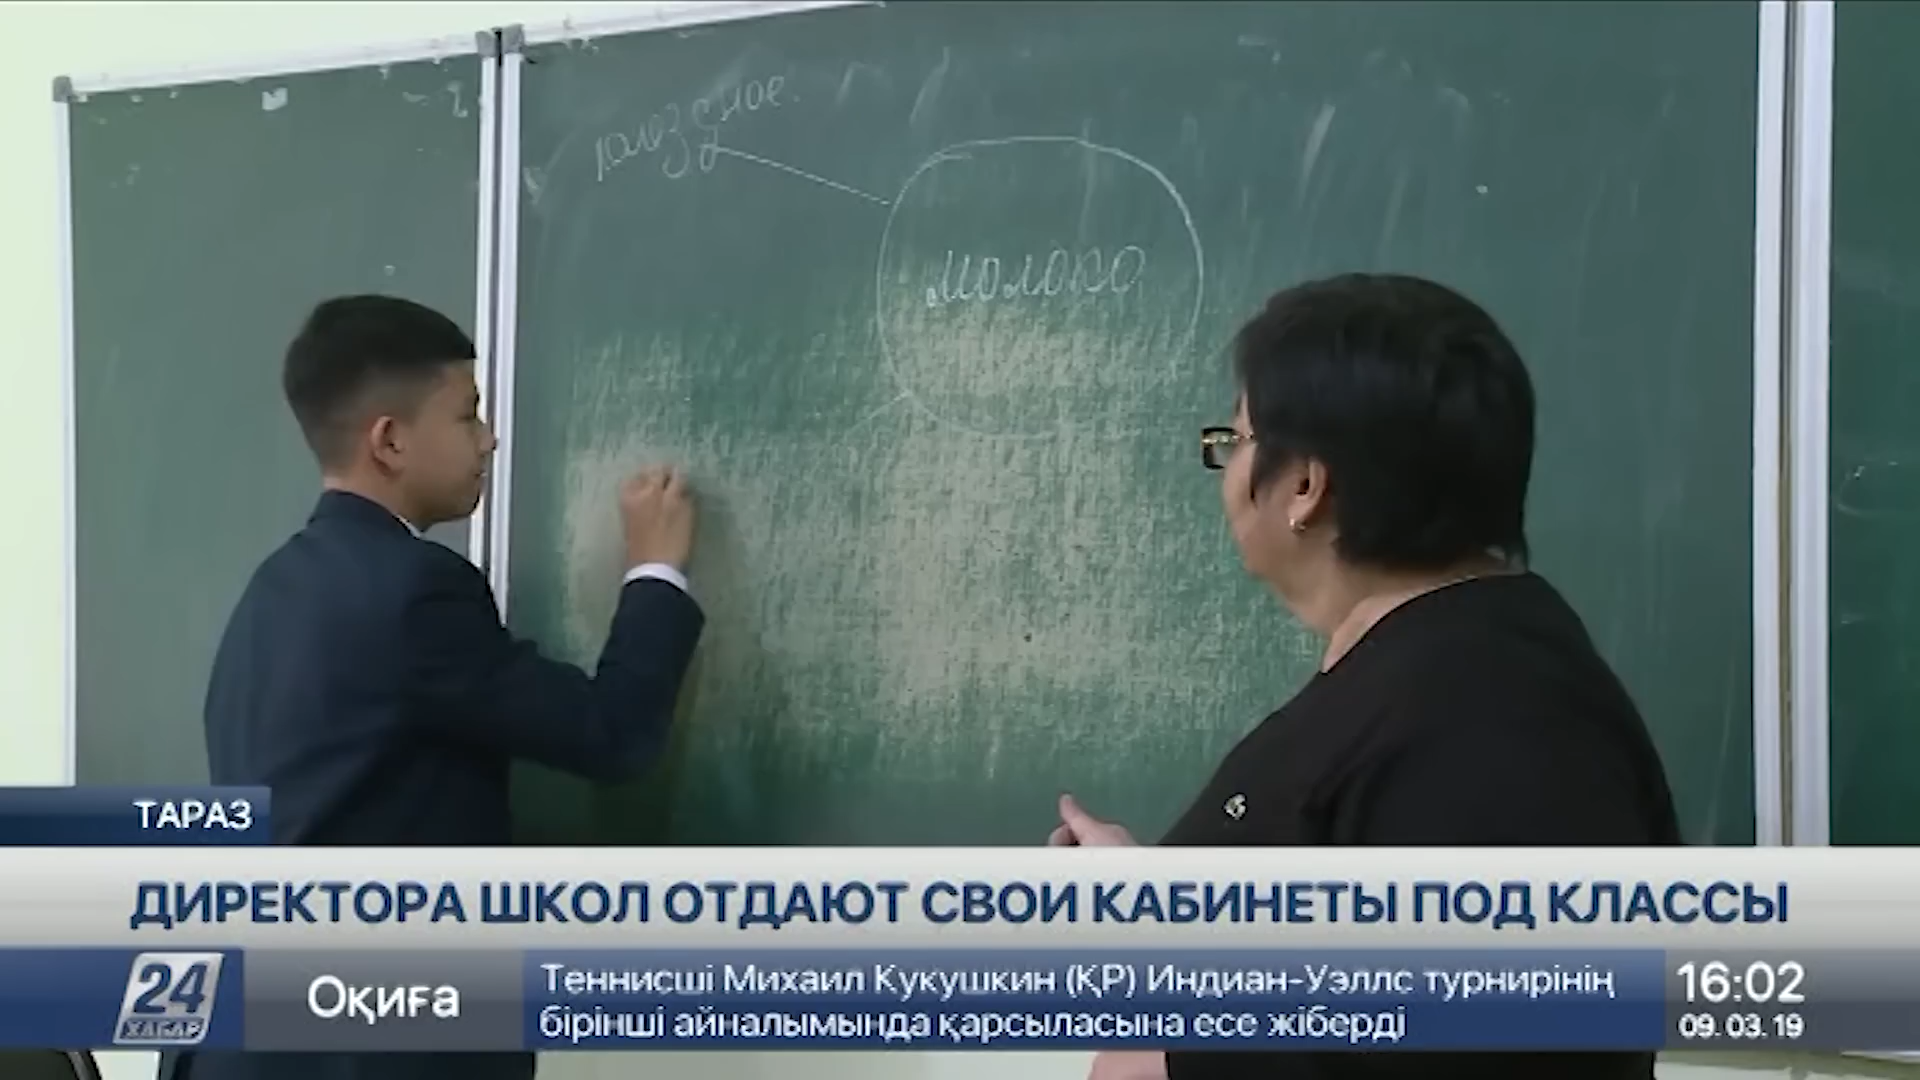 полезное.
молоко
ТАРАЗ
ДИРЕКТОРА ШКОЛ ОТДАЮТ СВОИ КАБИНЕТЫ ПОД КЛАССЫ
24
ХАБАР
Оқиға
Теннисші Михаил Кукушкин (ҚР) Индиан-Уэллс турнирінің
бірінші айналымында қарсыласына есе жіберді
16:02
09. 03. 19